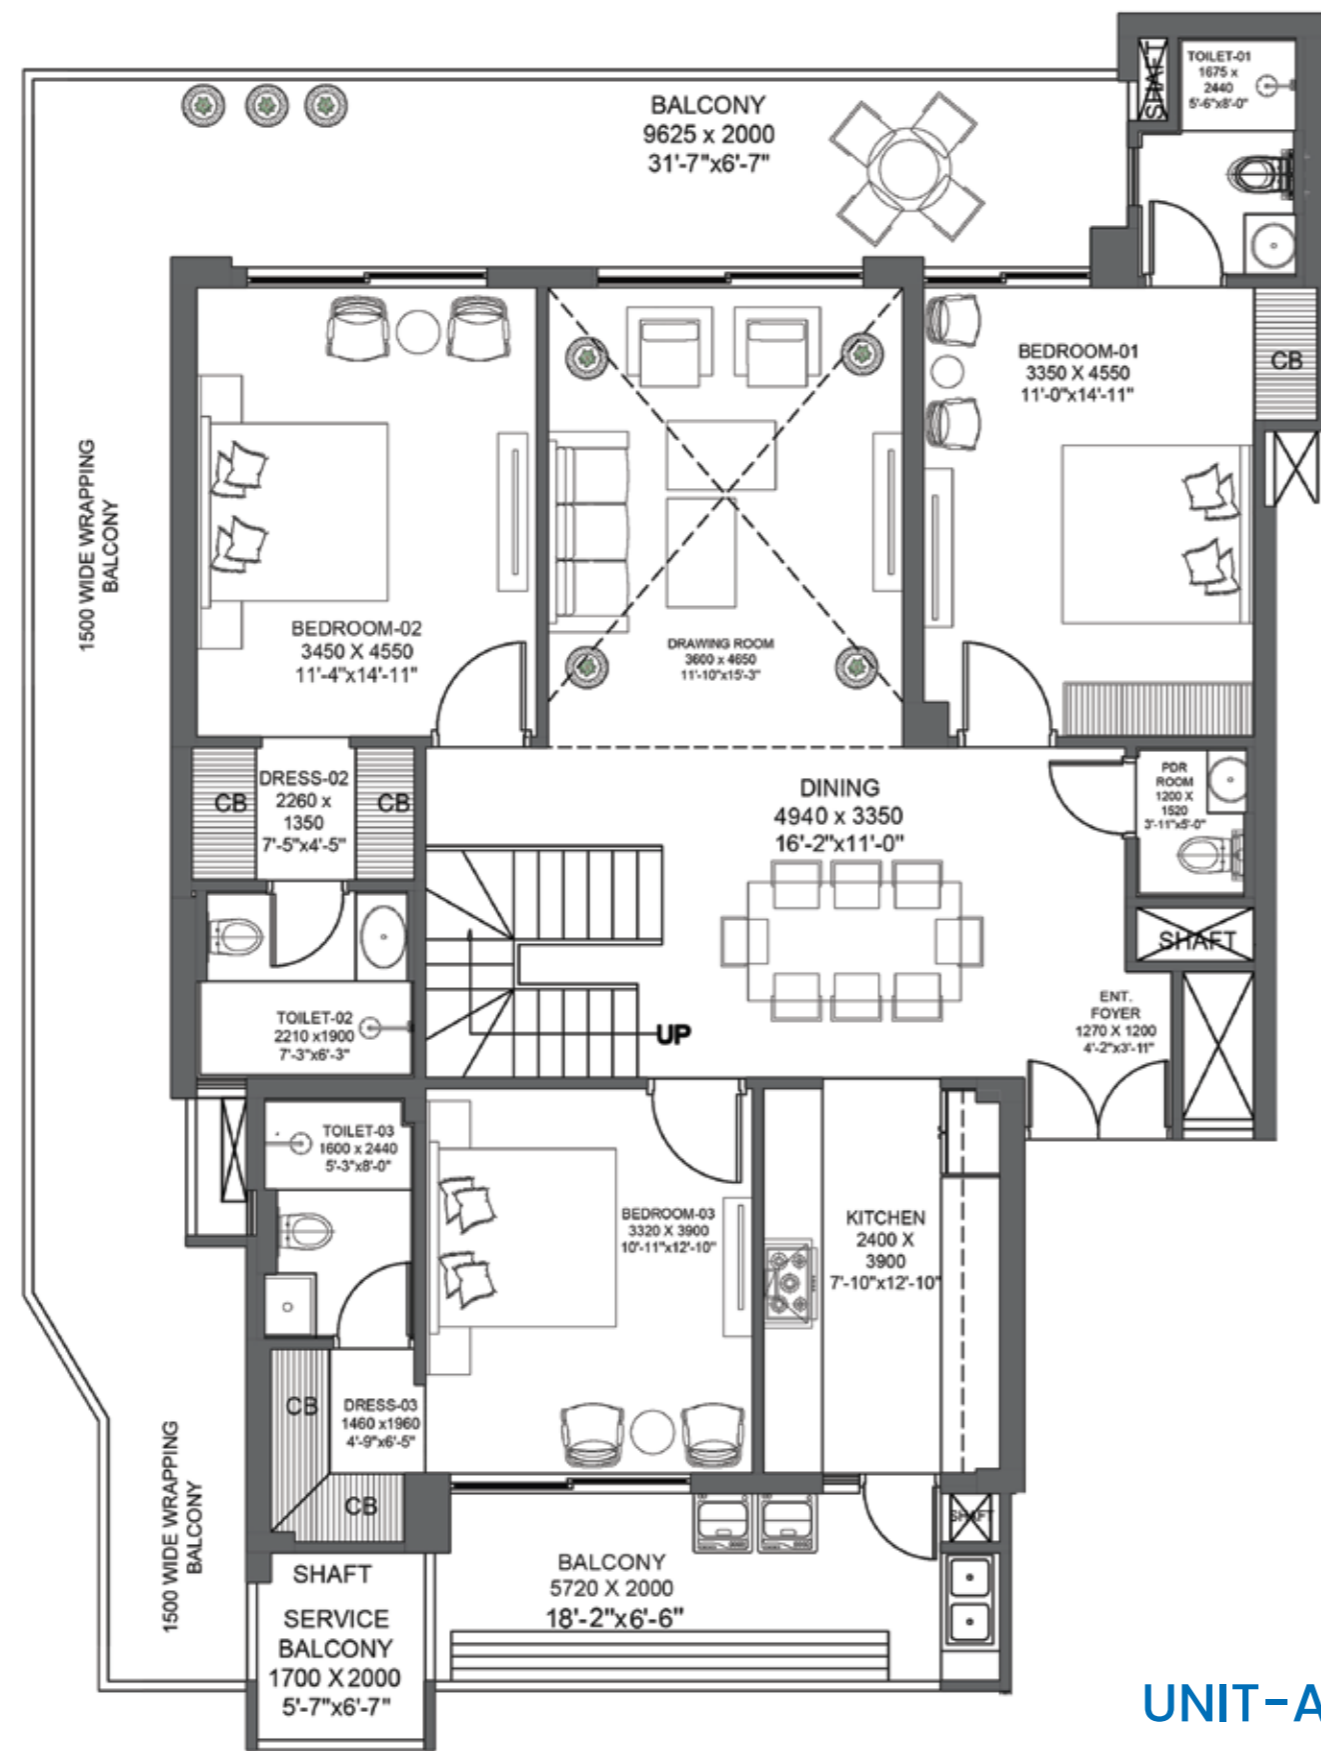 SHAFT
TOILET-01
1675 x
2440
5'-6"x8'-0"
BALCONY
9625 x 2000
31'-7"x6'-7"
BEDROOM-01
3350 X 4550
11'-0"x14'-11"
CB
1500 WIDE WRAPPING
BALCONY
BEDROOM-02
3450 X 4550
11'-4"x14'-11"
DRAWING ROOM
3600 x 4650
11'-10"x15'-3"
CB
DRESS-02
2260 x
1350
7'-5"x4'-5"
CB
DINING
4940 x 3350
16'-2"x11'-0"
PDR
ROOM
1200 X
1520
3'-11"x5'-0"
SHAFT
TOILET-02
2210 x1900
7'-3"x6'-3"
UP
ENT.
FOYER
1270 X 1200
4'-2"x3'-11"
TOILET-03
1600 x 2440
5'-3"x8'-0"
BEDROOM-03
3320 X 3900
10'-11"x12'-10"
KITCHEN
2400 X
3900
7'-10"x12'-10"
CB
DRESS-03
1460 x1960
4'-9"x6'-5"
CB
1500 WIDE WRAPPING
BALCONY
SHAFT
SHAFT
SERVICE
BALCONY
1700 X 2000
5'-7"x6'-7"
BALCONY
5720 X 2000
18'-2"x6'-6"
UNIT-A